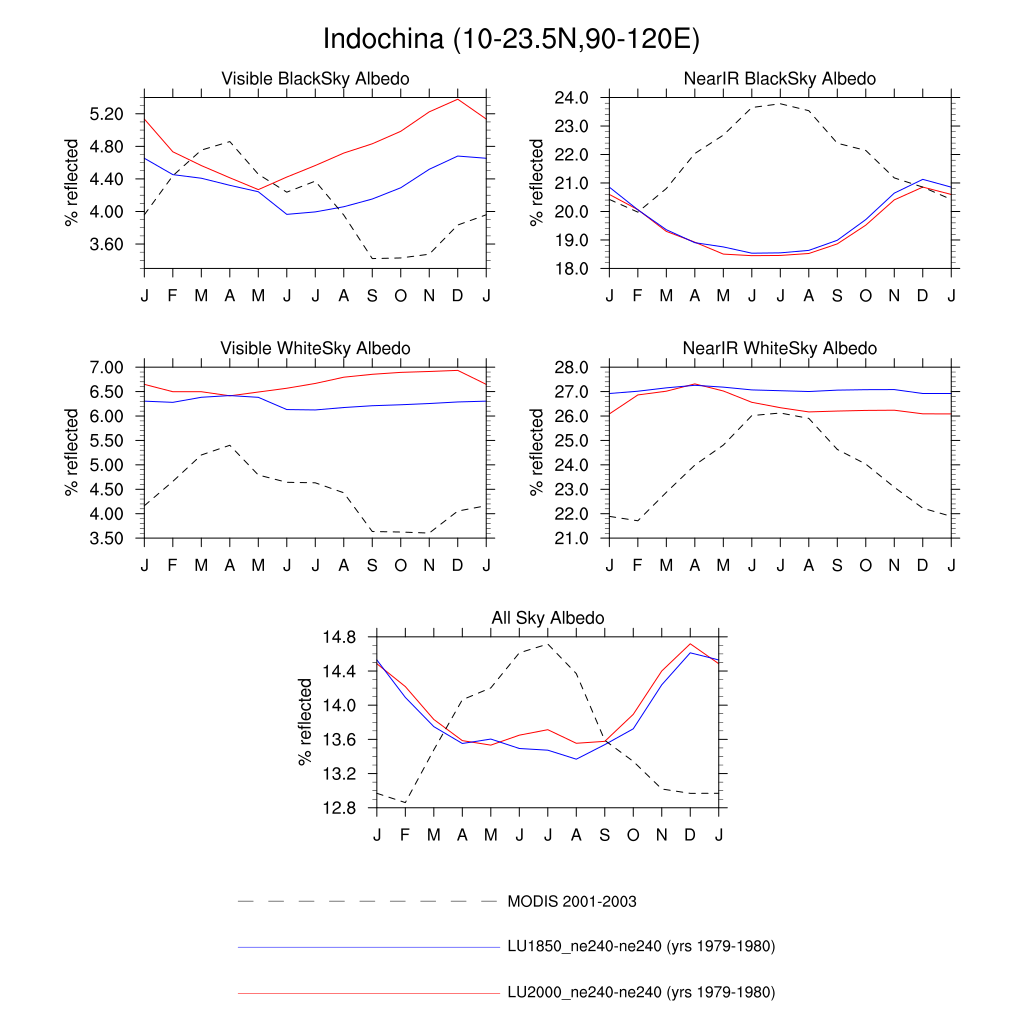 Indochina (10-23.5N,90-120E)
Visible BlackSky Albedo
% reflected
5.20
4.80
4.40
4.00
3.60
J F M A M J J A S O N D J
NearIR BlackSky Albedo
% reflected
24.0
23.0
22.0
21.0
20.0
19.0
18.0
J F M A M J J A S O N D J
Visible WhiteSky Albedo
% reflected
7.00
6.50
6.00
5.50
5.00
4.50
4.00
3.50
J F M A M J J A S O N D J
NearIR WhiteSky Albedo
% reflected
28.0
27.0
26.0
25.0
24.0
23.0
22.0
21.0
J F M A M J J A S O N D J
All Sky Albedo
% reflected
14.8
14.4
14.0
13.6
13.2
12.8
J F M A M J J A S O N D J
MODIS 2001-2003
LU1850_ne240-ne240 (yrs 1979-1980)
LU2000_ne240-ne240 (yrs 1979-1980)